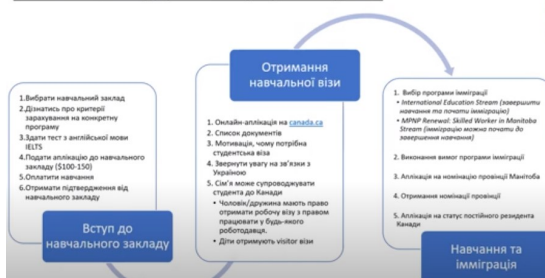 1.Вибрати навчальний заклад
2.Дізнатись про критерії
зарахування на конкретну
програму
3.Здати тест з англійської мови
IELTS
4.Подати аплікацію до навчального
закладу ($100-150)
5.Оплатити навчання
6.Отримати підтвердження від
навчального закладу
Вступ до
навчального закладу
Отримання
навчальної візи
1. Онлайн-аплікація на canada.ca
2. Список документів
3. Мотивація, чому потрібна
студентська віза
4. Звернути увагу на зв'язки з
Україною
5. Сім'я може супроводжувати
студента до Канади
• Чоловік/дружина мають право
отримати робочу візу з правом
працювати у будь-якого
роботодавця.
• Діти отримують visitor візи
1. Вибір програми імміграції
• International Education Stream (завершити
навчання та почати імміграцію)
• MPNP Renewal: Skilled Worker in Manitoba
Stream (імміграцію можна почати до
завершення навчання)
2. Виконання вимог програми імміграції
3. Аплікація на номінацію провінції Манітоба
4. Отримання номінації провінції
5. Аплікація на статус постійного резидента
Канади
Навчання та
імміграція